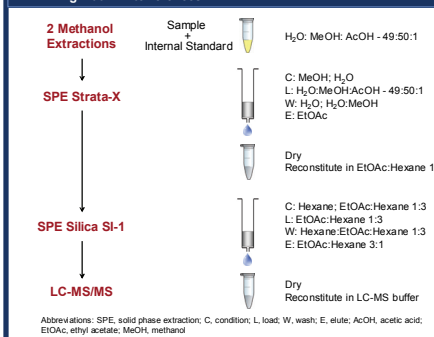 2 Methanol
Extractions
Sample
+
Internal Standard
H₂O: MeOH: AcOH - 49:50:1
SPE Strata-X
C: MeOH; H₂O
L: H₂O:MeOH:AcOH - 49:50:1
W: H₂O; H₂O:MeOH
E: EtOAc
Dry
Reconstitute in EtOAc:Hexane 1
SPE Silica SI-1
C: Hexane; EtOAc:Hexane 1:3
L: EtOAc:Hexane 1:3
W: Hexane:EtOAc:Hexane 1:3
E: EtOAc:Hexane 3:1
LC-MS/MS
Dry
Reconstitute in LC-MS buffer
Abbreviations: SPE, solid phase extraction; C, condition; L, load; W, wash; E, elute; AcOH, acetic acid;
EtOAc, ethyl acetate; MeOH, methanol